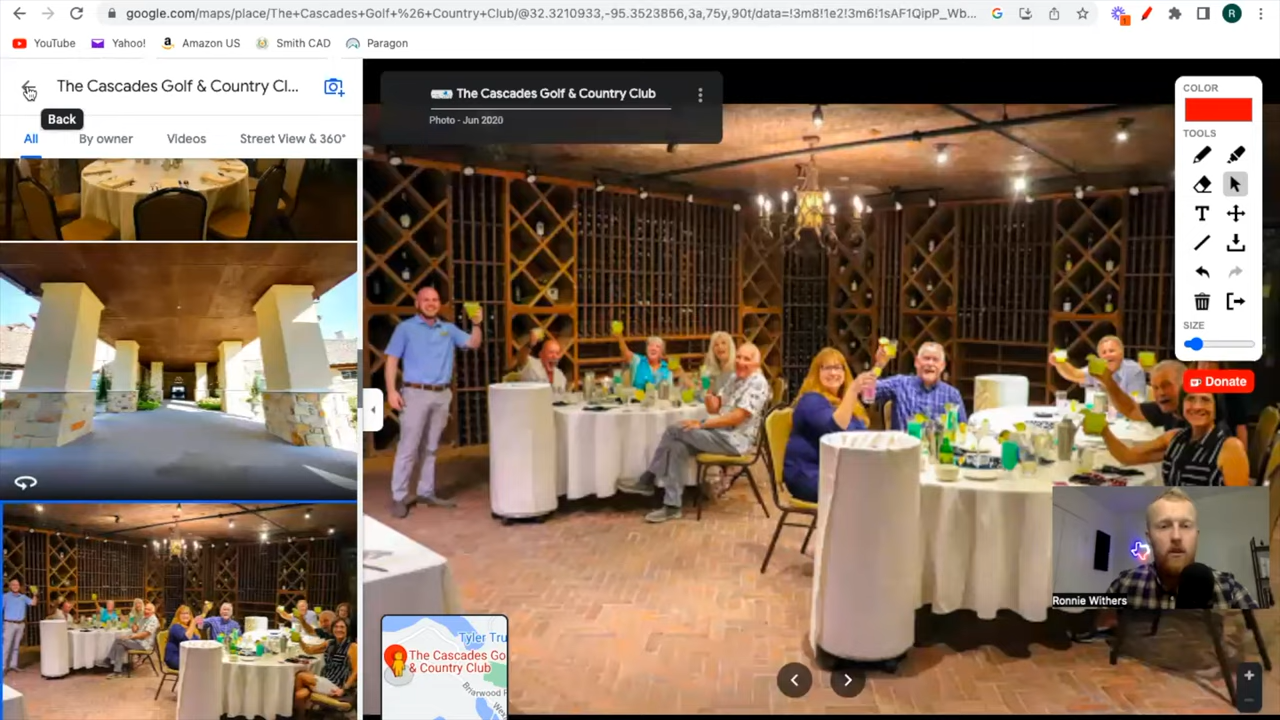 google.com/maps/place/The+Cascades+Golf+%26+Country+Club/@32.3210933,-95.3523856,3a,75y,90t/data=!3m8!1e2!3m6!1sAF1QipP_Wb...
R
YouTube
Yahoo!
Amazon US
Smith CAD
Paragon
The Cascades Golf & Country Cl...
Back
All
By owner
Videos
Street View & 360°
The Cascades Golf & Country Club
Photo - Jun 2020
COLOR
TOOLS
T
SIZE
Donate
Ronnie Withers
Tyler Tru
The Cascades Go
& Country Club
Briarwood